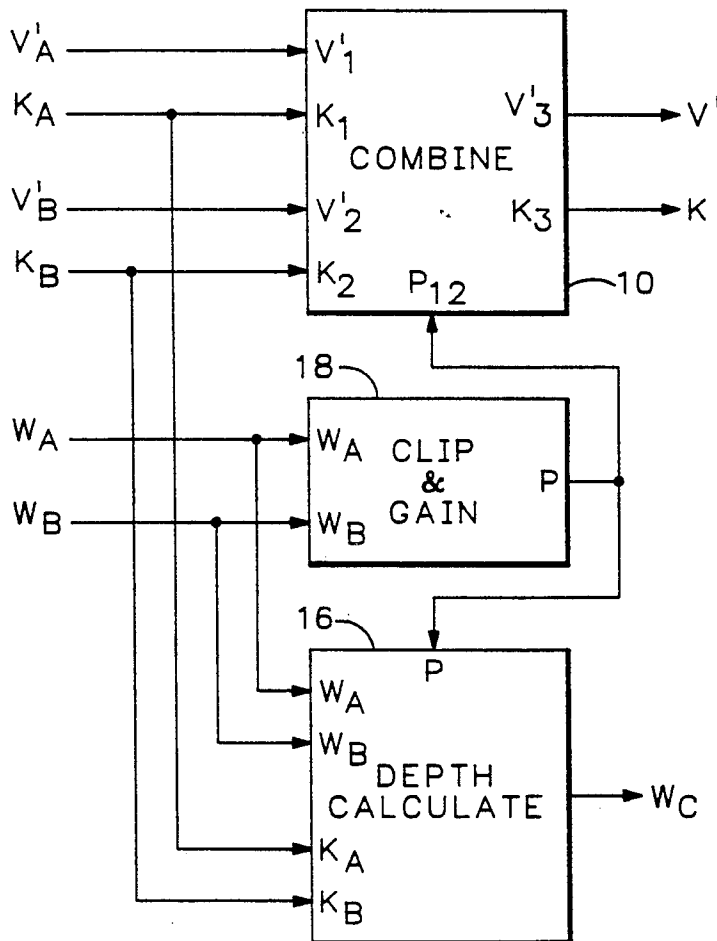 V'A V'1
KA K1 V'3 V'
COMBINE
V'B V'2 K3 K
KB K2 P12 10
18
WA WA CLIP
& P
WB WB GAIN
16
P
WA
WB
DEPTH
CALCULATE WC
KA
KB